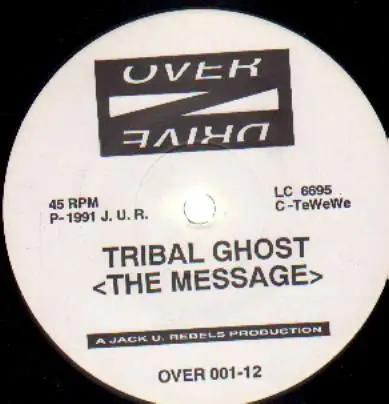 OVER
DRIVE
45 RPM
P-1991 J. U. R.
LC 6695
C-TeWeWe
TRIBAL GHOST
<THE MESSAGE>
A JACK U. REBELS PRODUCTION
OVER 001-12